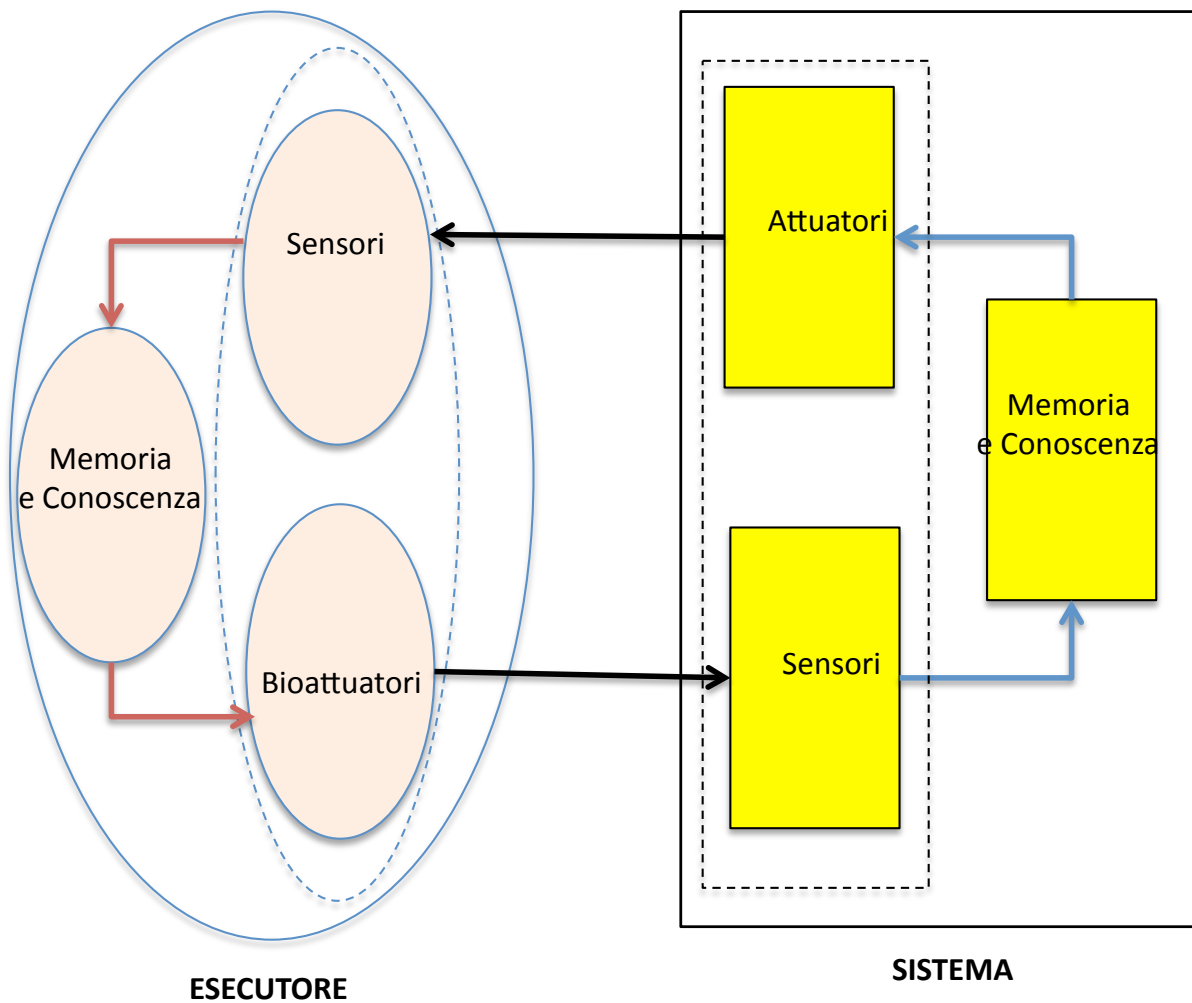 Sensori
Memoria
e Conoscenza
Bioattuatori
ESECUTORE
Attuatori
Memoria
e Conoscenza
Sensori
SISTEMA